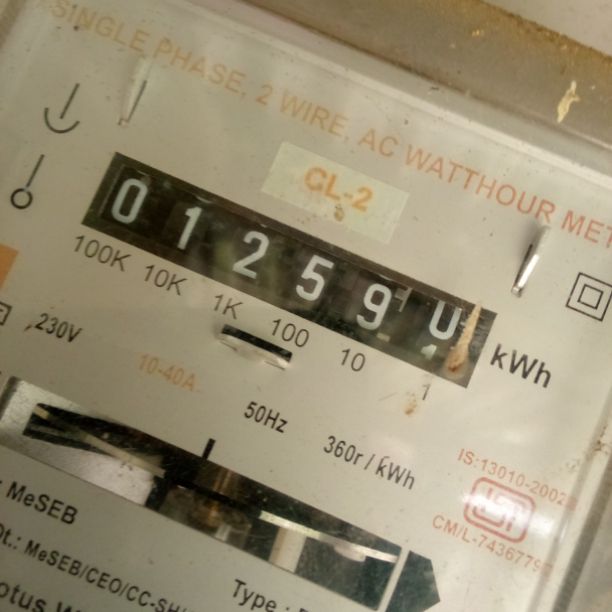 SINGLE PHASE, 2 WIRE, AC WATTHOUR MET
CL-2
0 1 2 5 9 0
100K 10K 1K 100 10 1
kWh
230V
10-40A
50Hz
360r / kWh
IS:13010-2002
ISI
CM/L-7436779
MeSEB
Dt.: MeSEB/CEO/CC-SH/
Type :